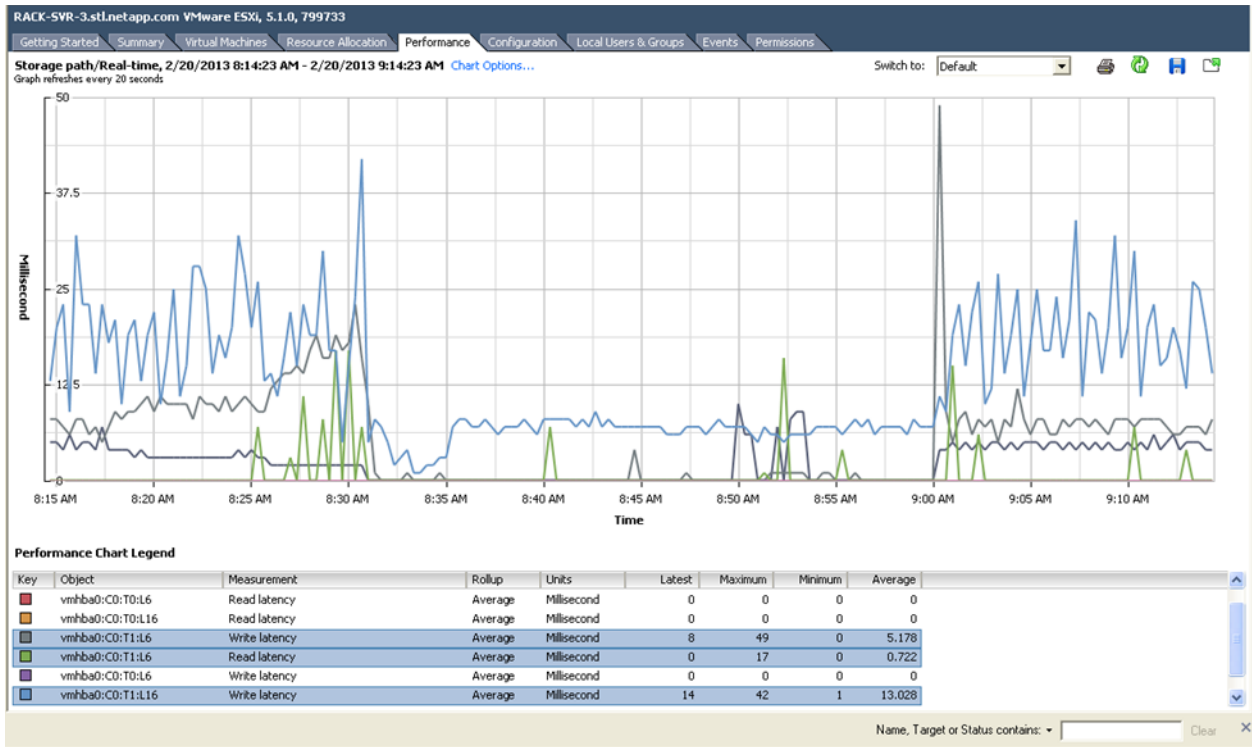 RACK-SVR-3.stl.netapp.com VMware ESXi, 5.1.0, 799733
Getting Started Summary Virtual Machines Resource Allocation Performance Configuration Local Users & Groups Events Permissions
Storage path/Real-time, 2/20/2013 8:14:23 AM - 2/20/2013 9:14:23 AM Chart Options... Switch to: Default
Graph refreshes every 20 seconds
50
37.5
25
12.5
0
Millisecond
8:15 AM 8:20 AM 8:25 AM 8:30 AM 8:35 AM 8:40 AM 8:45 AM 8:50 AM 8:55 AM 9:00 AM 9:05 AM 9:10 AM
Time
Performance Chart Legend
Key Object Measurement Rollup Units Latest Maximum Minimum Average
vmhba0:C0:T0:L6 Read latency Average Millisecond 0 0 0 0
vmhba0:C0:T0:L16 Read latency Average Millisecond 0 0 0 0
vmhba0:C0:T1:L6 Write latency Average Millisecond 8 49 0 5.178
vmhba0:C0:T1:L6 Read latency Average Millisecond 0 17 0 0.722
vmhba0:C0:T0:L6 Write latency Average Millisecond 0 0 0 0
vmhba0:C0:T1:L16 Write latency Average Millisecond 14 42 1 13.028
Name, Target or Status contains: Clear